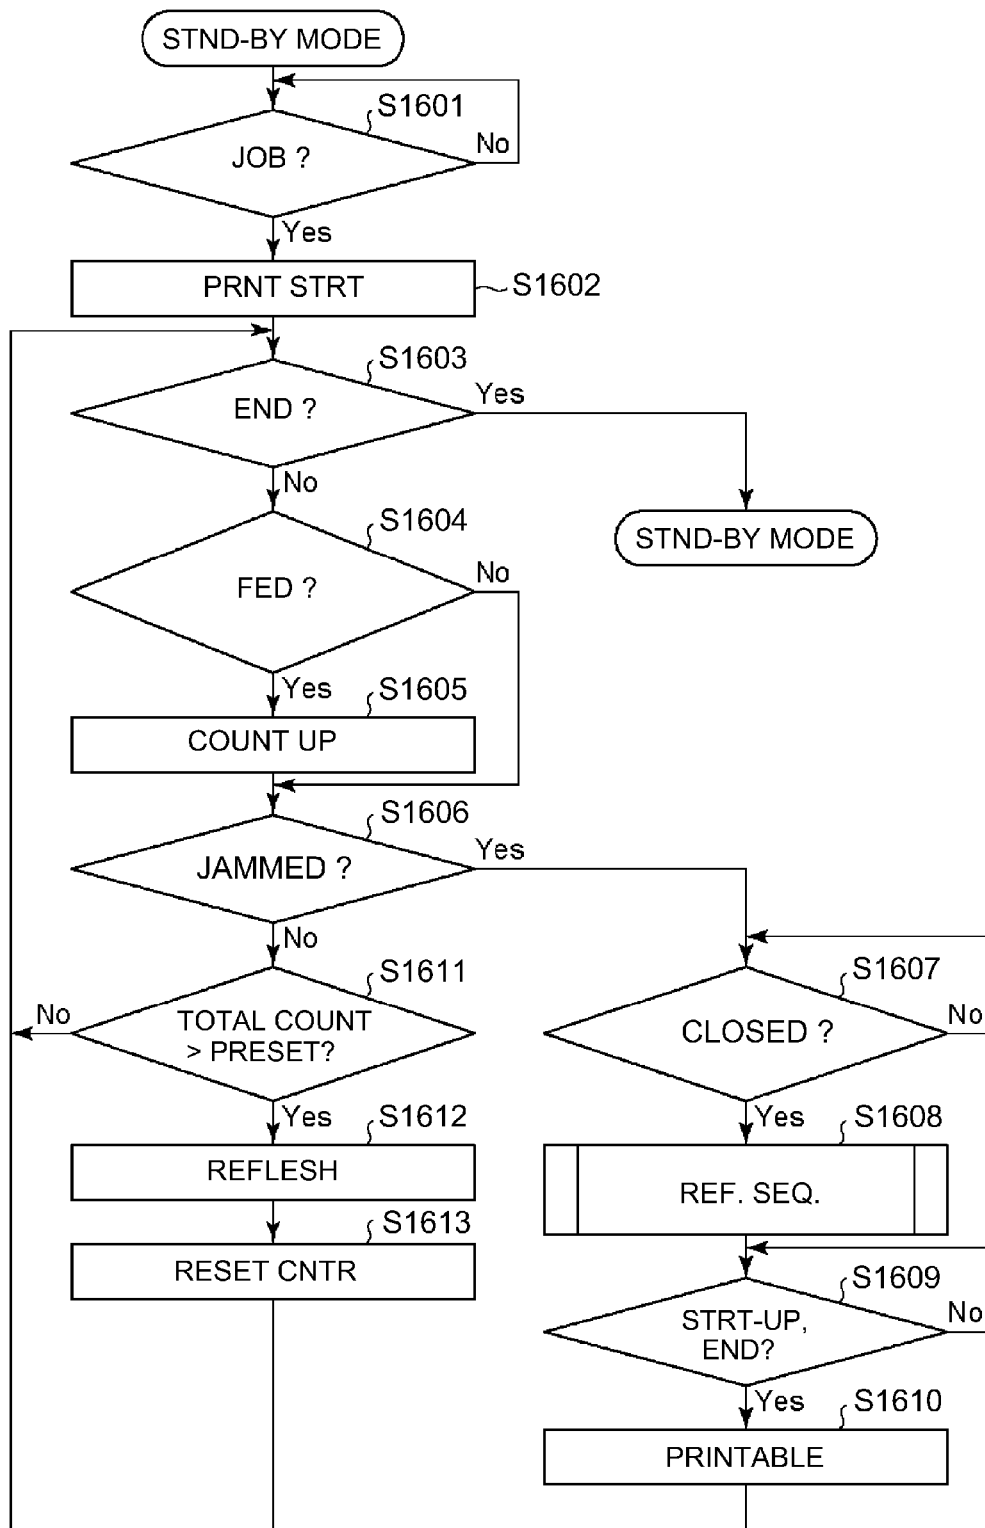 STND-BY MODE
S1601
JOB ?
No
Yes
PRNT STRT
S1602
S1603
END ?
Yes
No
S1604
STND-BY MODE
FED ?
No
Yes
S1605
COUNT UP
S1606
JAMMED ?
Yes
No
S1611
No
TOTAL COUNT
> PRESET?
Yes
S1612
REFLESH
S1613
RESET CNTR
S1607
CLOSED ?
No
Yes
S1608
REF. SEQ.
S1609
STRT-UP,
END?
No
Yes
S1610
PRINTABLE